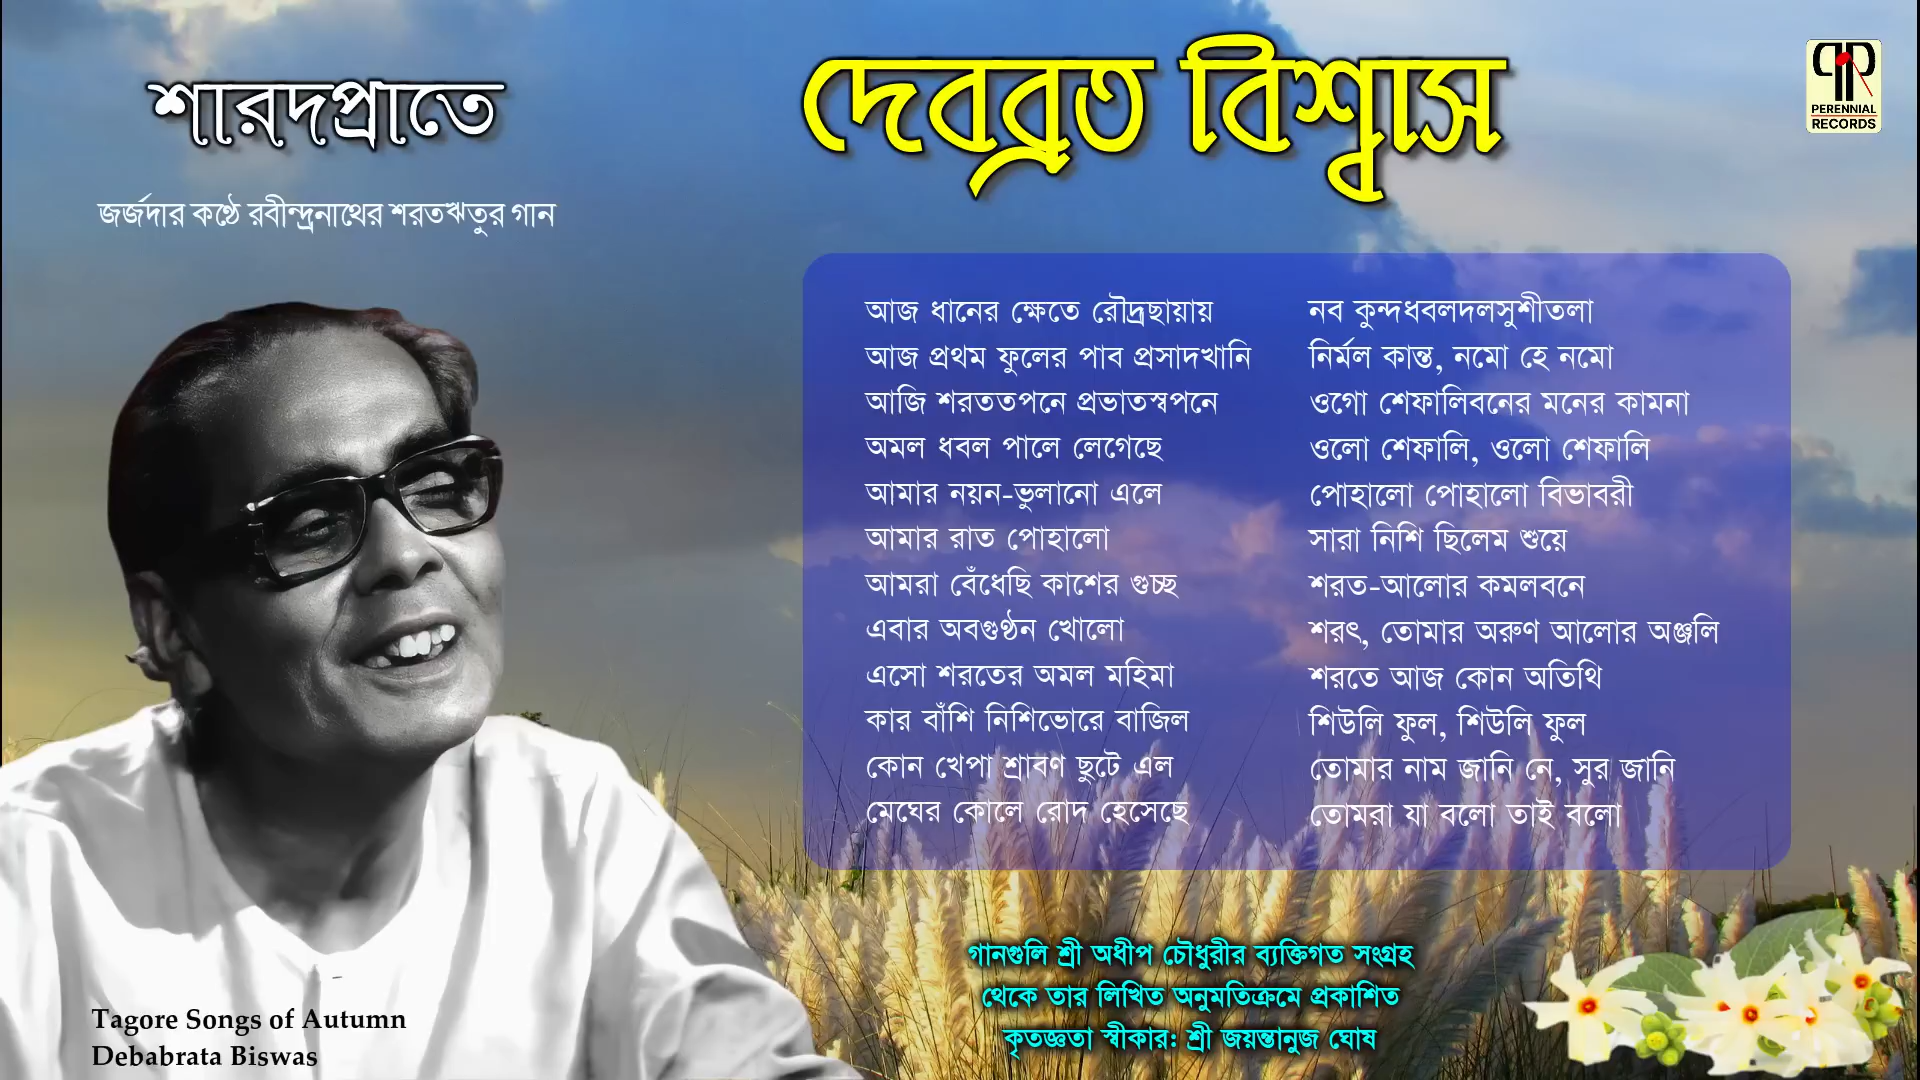 শারদপ্রাতে
জর্জদার কণ্ঠে রবীন্দ্রনাথের শরতঋতুর গান
দেবব্রত বিশ্বাস
PERENNIAL
RECORDS
আজ ধানের ক্ষেতে রৌদ্রছায়ায়
আজ প্রথম ফুলের পাব প্রসাদখানি
আজি শরততপনে প্রভাতস্বপনে
অমল ধবল পালে লেগেছে
আমার নয়ন-ভুলানো এলে
আমার রাত পোহালো
আমরা বেঁধেছি কাশের গুচ্ছ
এবার অবগুণ্ঠন খোলো
এসো শরতের অমল মহিমা
কার বাঁশি নিশিভোরে বাজিল
কোন খেপা শ্রাবণ ছুটে এল
মেঘের কোলে রোদ হেসেছে
নব কুন্দধবলদলসুশীতলা
নির্মল কান্ত, নমো হে নমো
ওগো শেফালিবনের মনের কামনা
ওলো শেফালি, ওলো শেফালি
পোহালো পোহালো বিভাবরী
সারা নিশি ছিলেম শুয়ে
শরত-আলোর কমলবনে
শরৎ, তোমার অরুণ আলোর অঞ্জলি
শরতে আজ কোন অতিথি
শিউলি ফুল, শিউলি ফুল
তোমার নাম জানি নে, সুর জানি
তোমরা যা বলো তাই বলো
গানগুলি শ্রী অধীপ চৌধুরীর ব্যক্তিগত সংগ্রহ
থেকে তার লিখিত অনুমতিক্রমে প্রকাশিত
কৃতজ্ঞতা স্বীকার: শ্রী জয়ন্তানুজ ঘোষ
Tagore Songs of Autumn
Debabrata Biswas